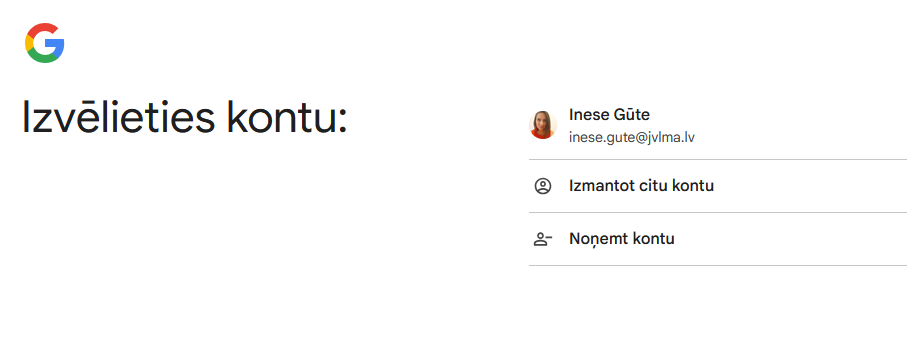 Izvēlieties kontu:
Inese Gūte
inese.gute@jvlma.lv
Izmantot citu kontu
Noņemt kontu